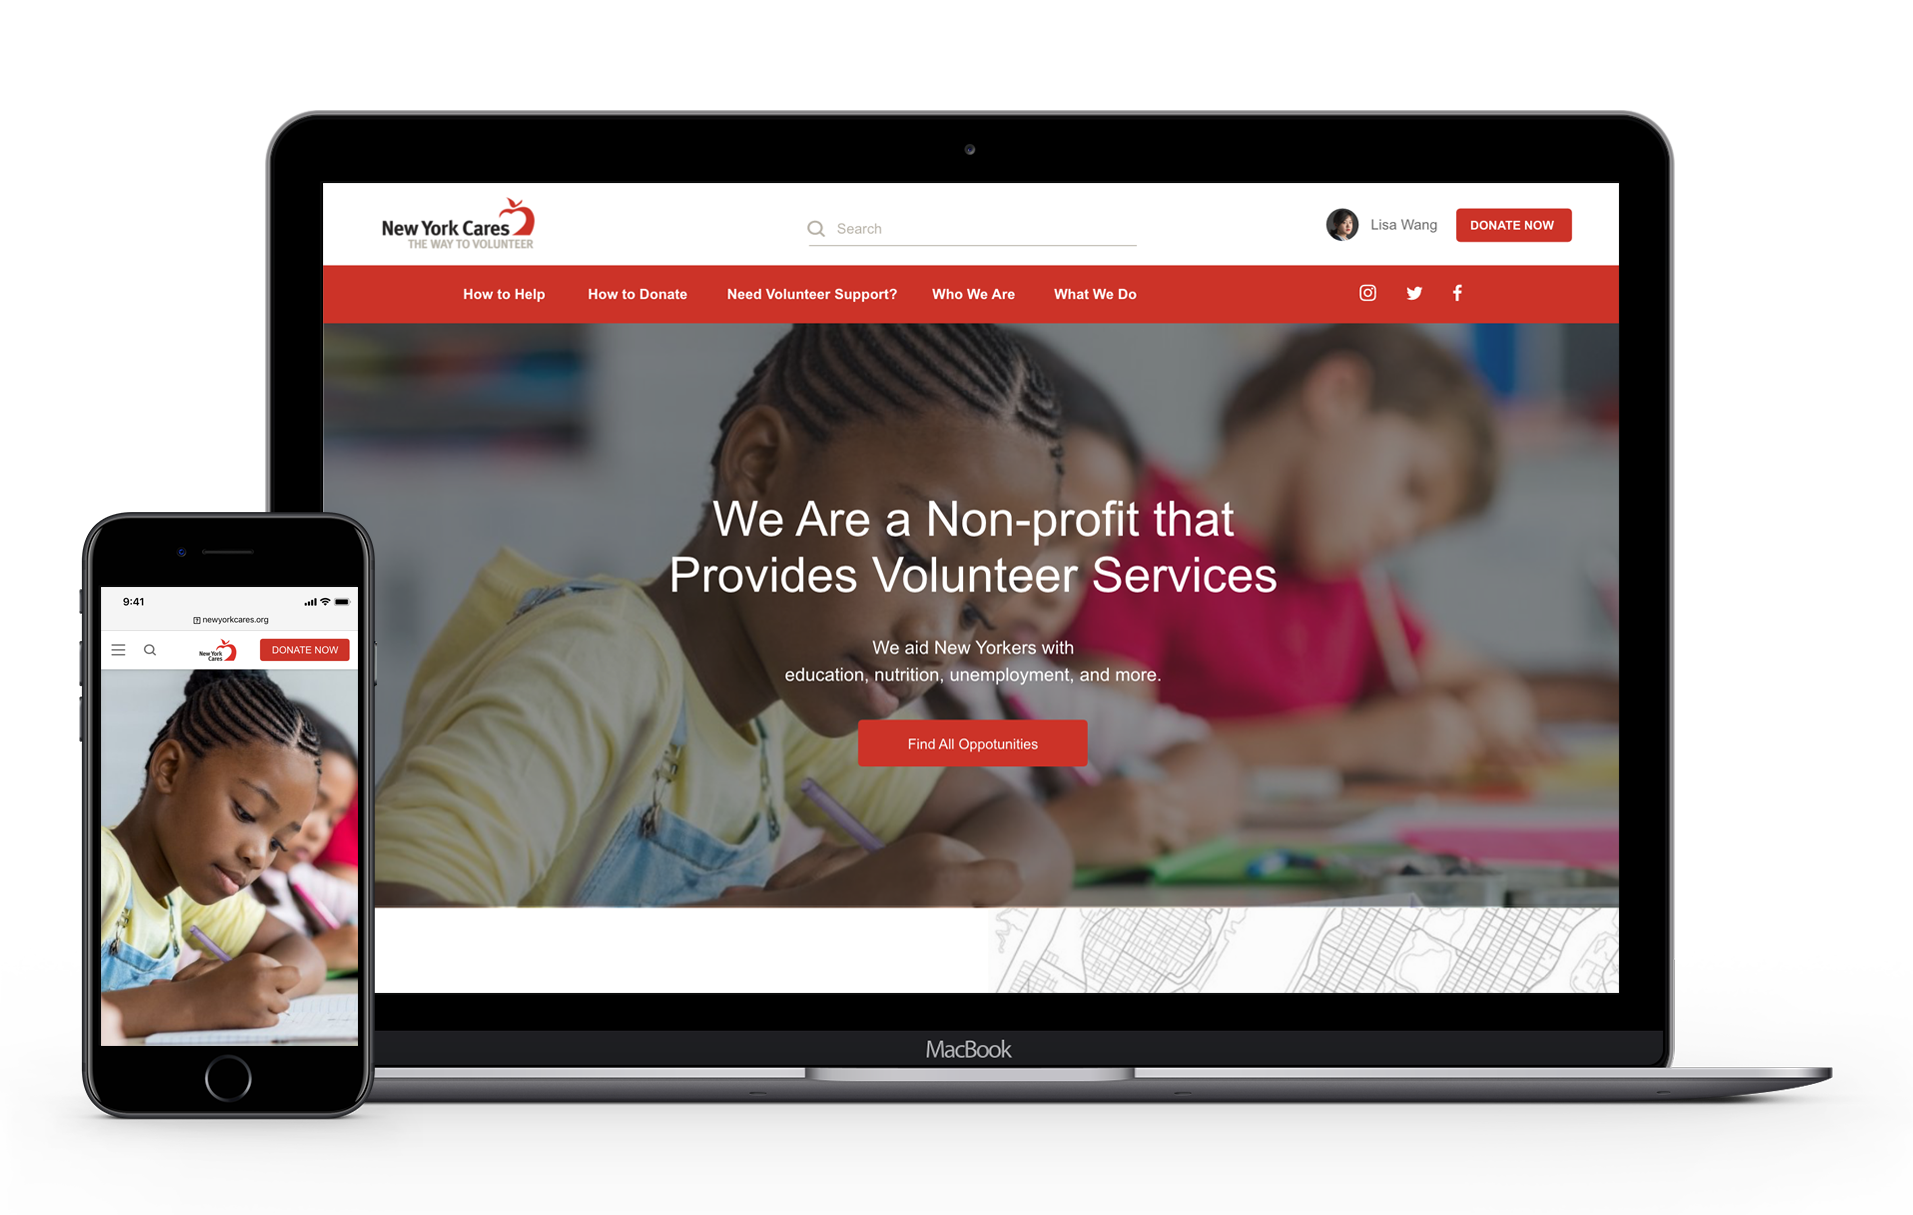 New York Cares
THE WAY TO VOLUNTEER
Search
Lisa Wang
DONATE NOW
How to Help
How to Donate
Need Volunteer Support?
Who We Are
What We Do
We Are a Non-profit that
Provides Volunteer Services
We aid New Yorkers with
education, nutrition, unemployment, and more.
Find All Oppotunities
MacBook
9:41
newyorkcares.org
New York
Cares
DONATE NOW